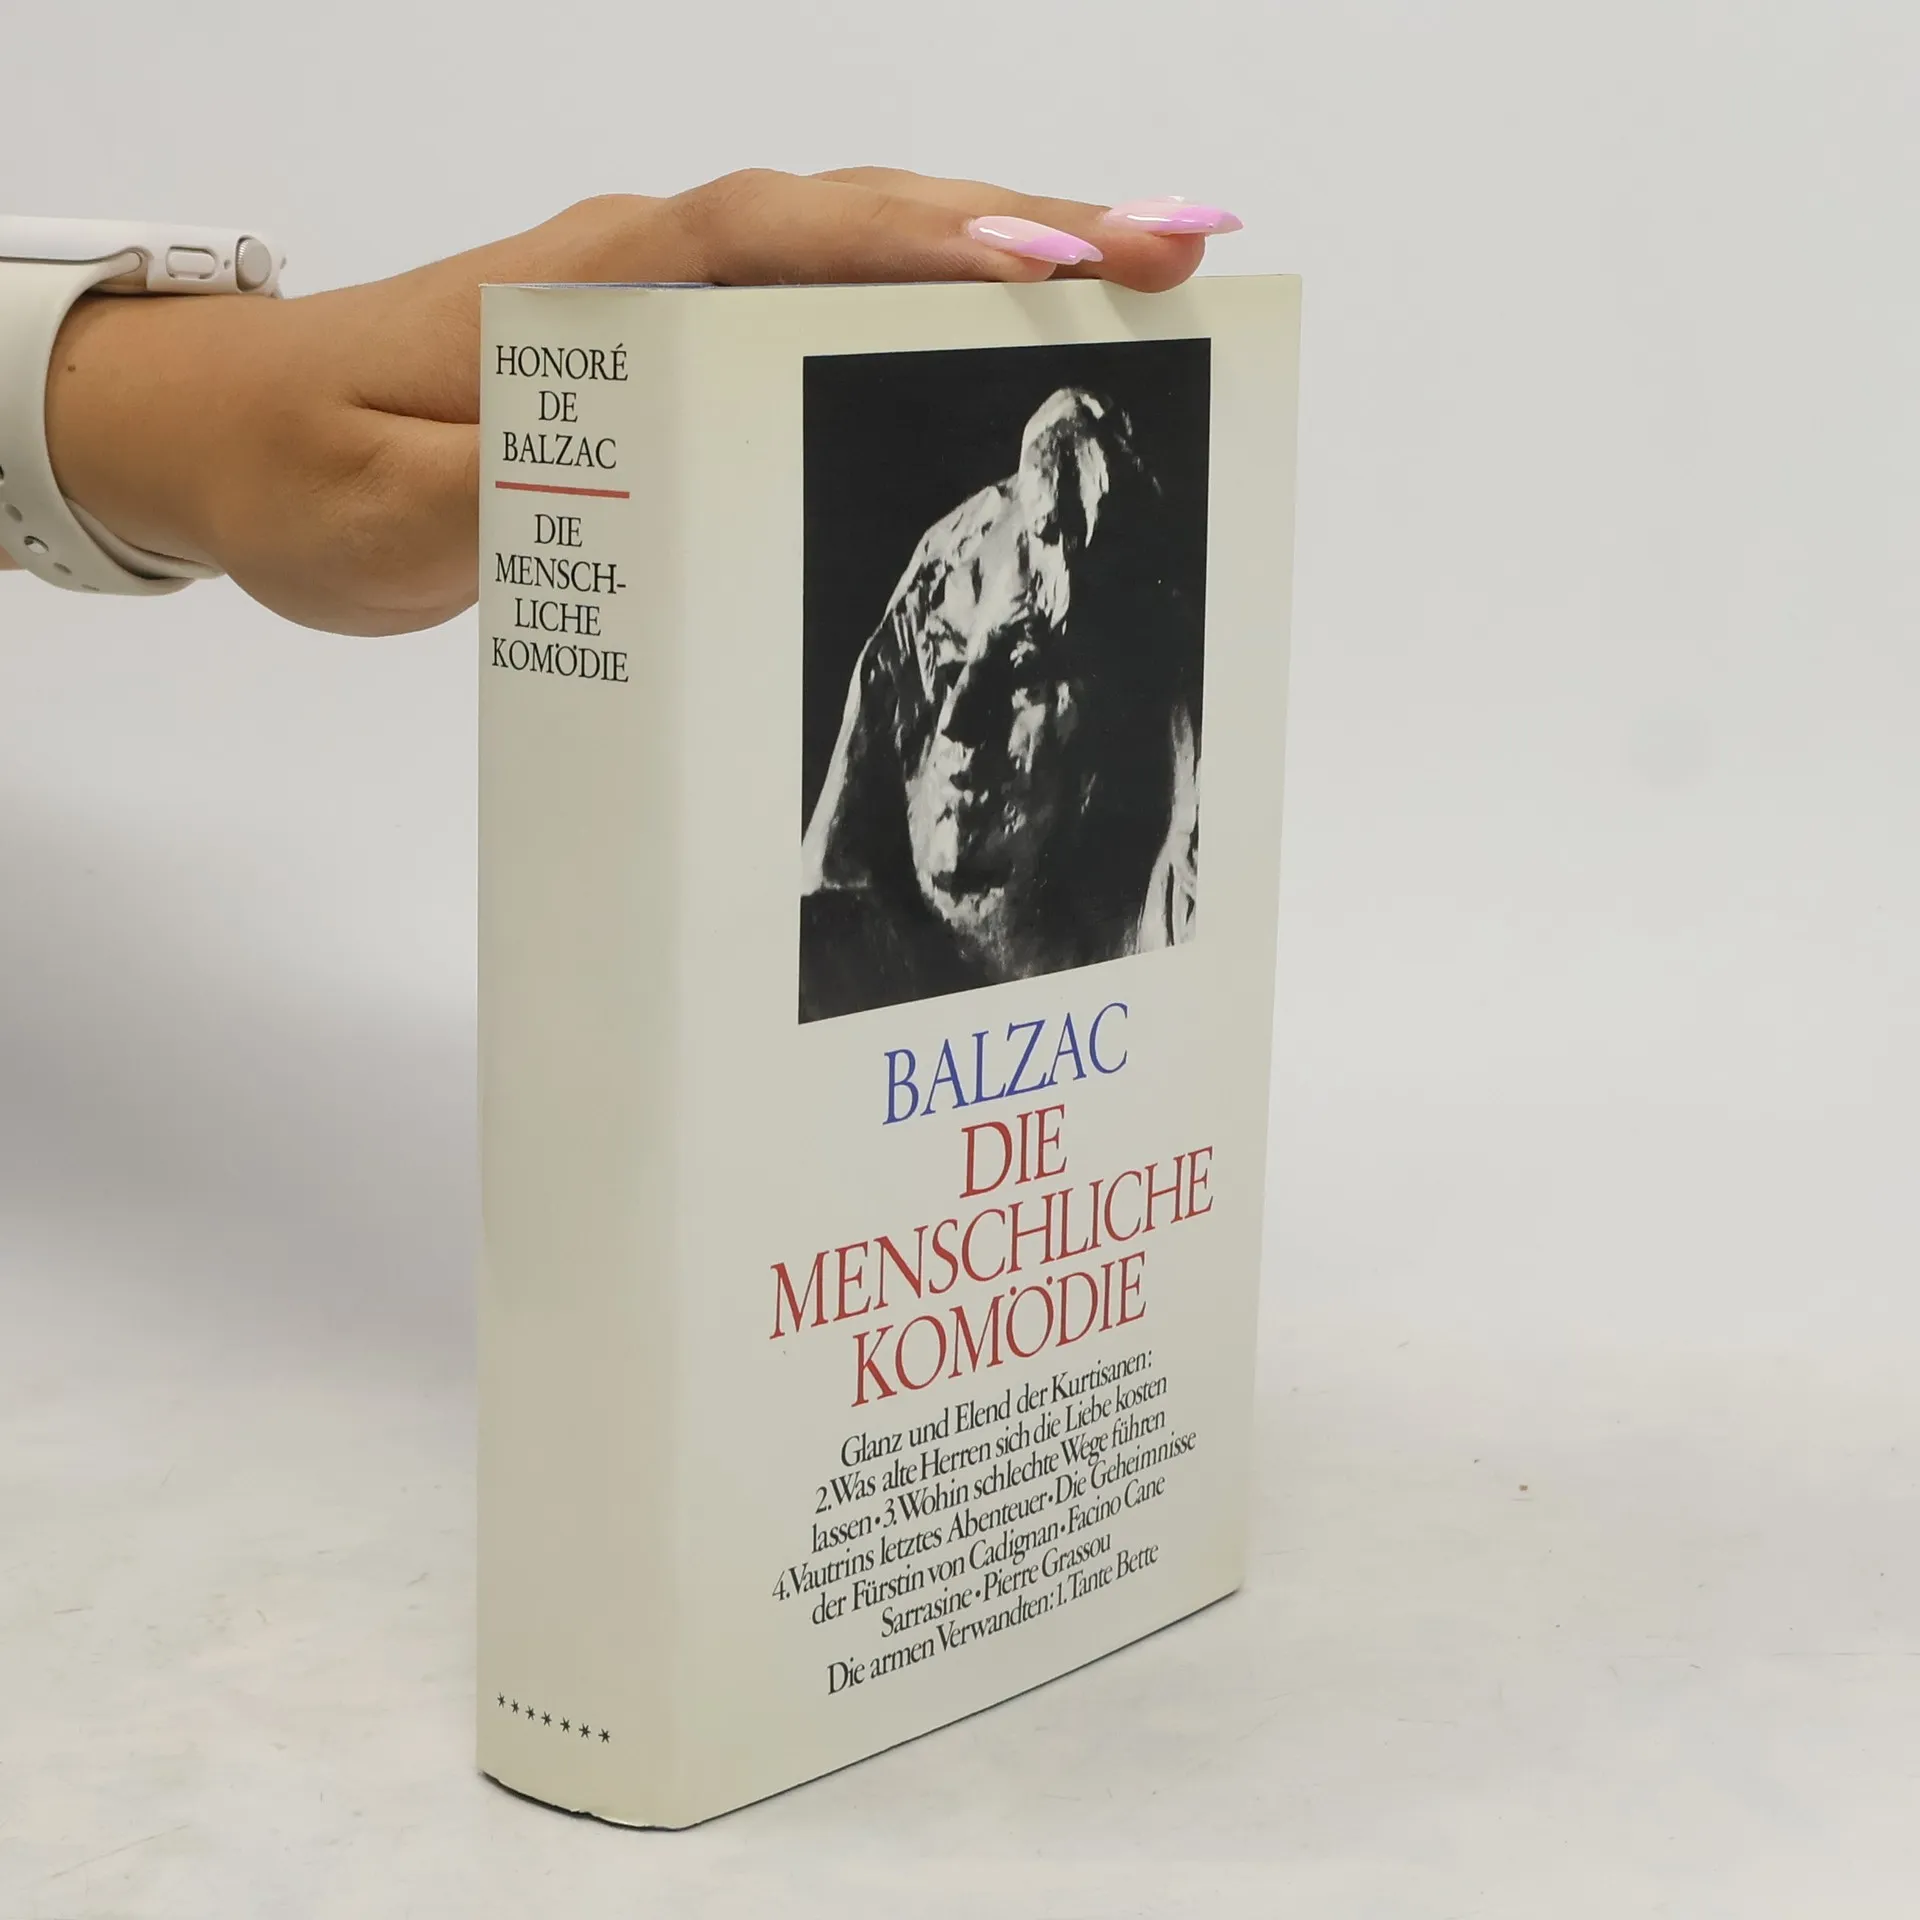 HONORÉ
DE
BALZAC
DIE
MENSCH-
LICHE
KOMÖDIE
*******
BALZAC
DIE
MENSCHLICHE
KOMÖDIE
Glanz und Elend der Kurtisanen:
2.Was alte Herren sich die Liebe kosten
lassen•3.Wohin schlechte Wege führen
4.Vautrins letztes Abenteuer•Die Geheimnisse
der Fürstin von Cadignan•Facino Cane
Sarrasine•Pierre Grassou
Die armen Verwandten:1.Tante Bette